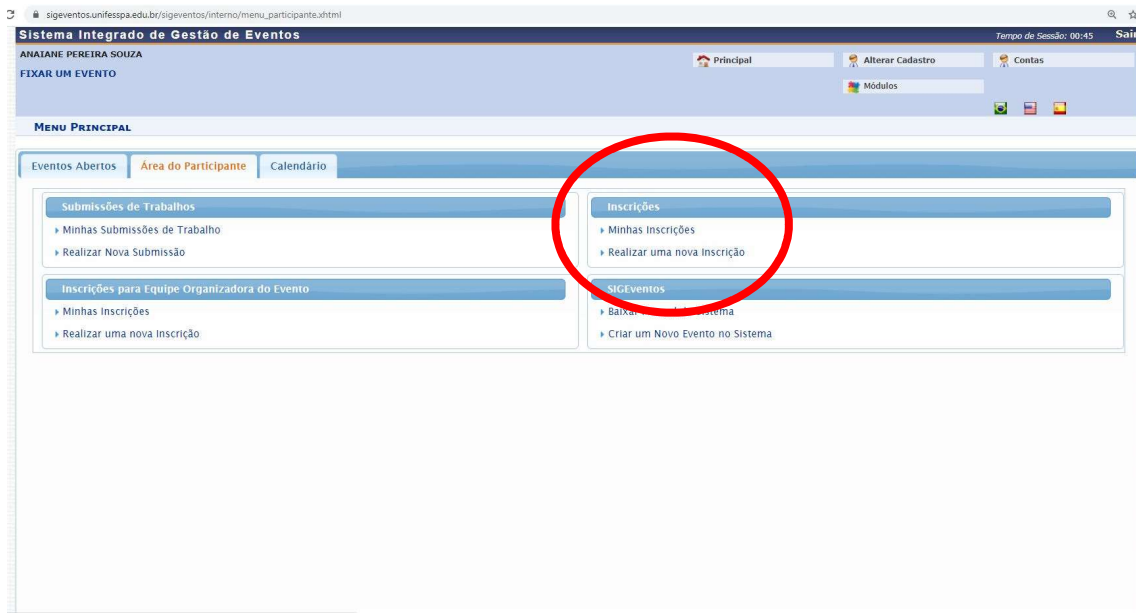 sigeventos.unifesspa.edu.br/sigeventos/interno/menu_participante.xhtml
Sistema Integrado de Gestão de Eventos
Tempo de Sessão: 00:45 Sair
ANAIANE PEREIRA SOUZA
FIXAR UM EVENTO
Principal
Alterar Cadastro
Contas
Módulos
MENU PRINCIPAL
Eventos Abertos
Área do Participante
Calendário
Submissões de Trabalhos
Minhas Submissões de Trabalho
Realizar Nova Submissão
Inscrições
Minhas Inscrições
Realizar uma nova Inscrição
Inscrições para Equipe Organizadora do Evento
Minhas Inscrições
Realizar uma nova Inscrição
SIGEventos
Baixar
Criar um Novo Evento no Sistema